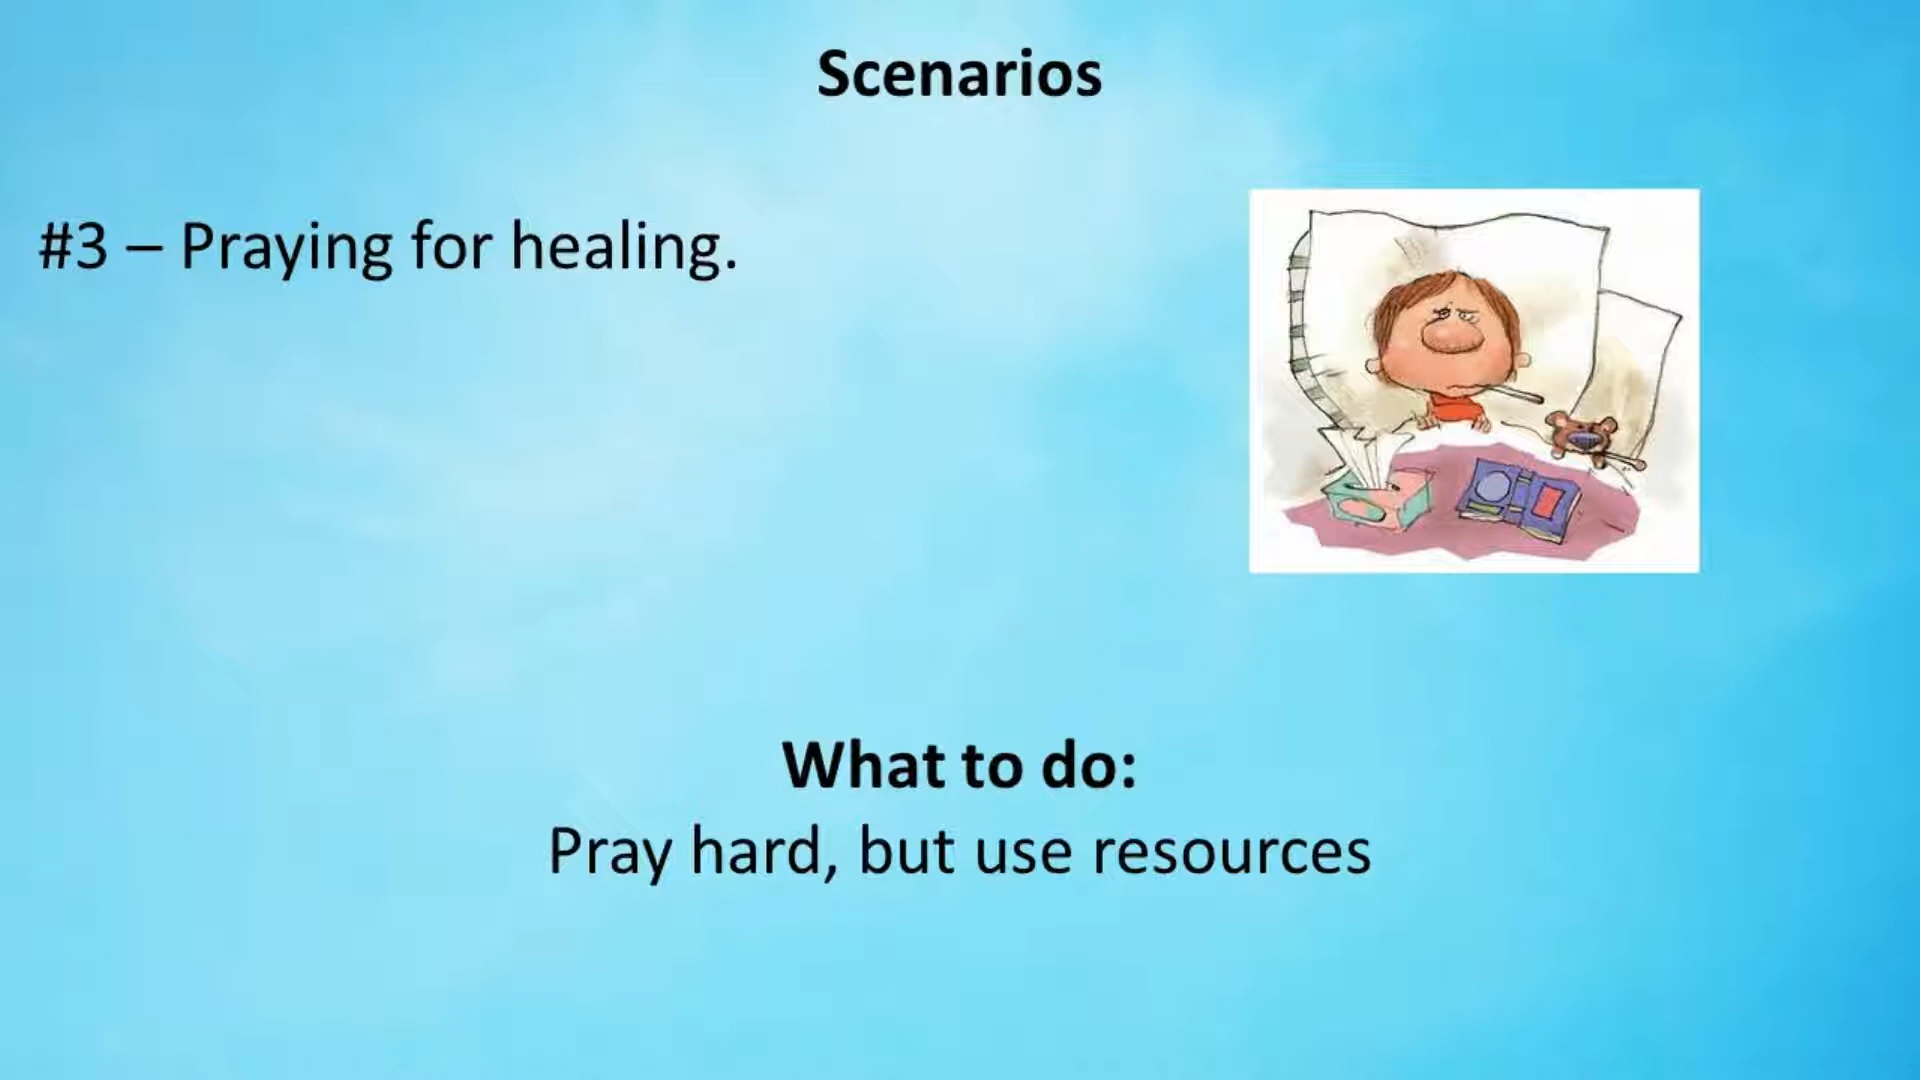 Scenarios
#3 – Praying for healing.
What to do:
Pray hard, but use resources